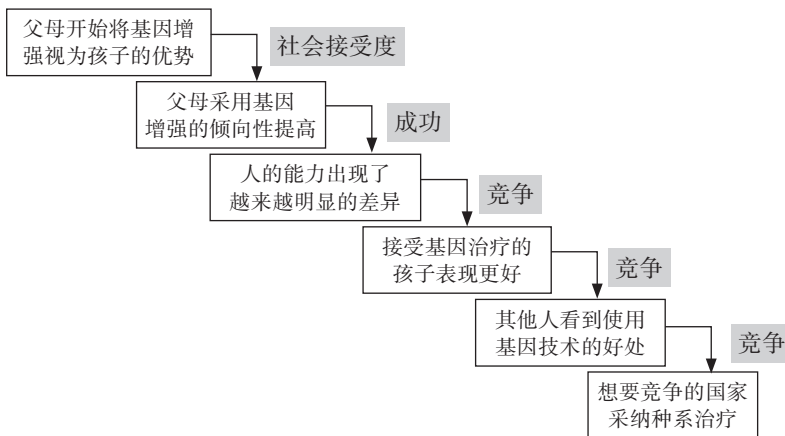 父母开始将基因增
强视为孩子的优势
社会接受度
父母采用基因
增强的倾向性提高
成功
人的能力出现了
越来越明显的差异
竞争
接受基因治疗的
孩子表现更好
竞争
其他人看到使用
基因技术的好处
竞争
想要竞争的国家
采纳种系治疗